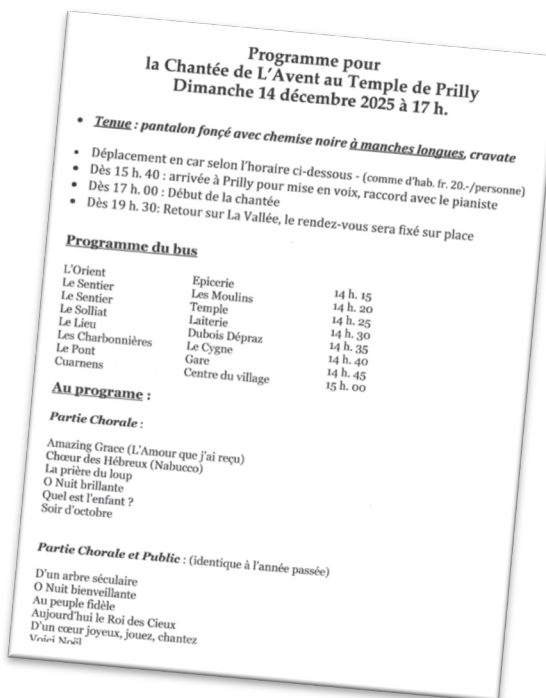 Programme pour
la Chantée de L'Avent au Temple de Prilly
Dimanche 14 décembre 2025 à 17 h.
• Tenue : pantalon fonçé avec chemise noire à manches longues, cravate
• Déplacement en car selon l'horaire ci-dessous - (comme d'hab. fr. 20.-/personne)
• Dès 15 h. 40 : arrivée à Prilly pour mise en voix, raccord avec le pianiste
• Dès 17 h. 00 : Début de la chantée
• Dès 19 h. 30: Retour sur La Vallée, le rendez-vous sera fixé sur place
Programme du bus
L'Orient Epicerie 14 h. 15
Le Sentier Les Moulins 14 h. 20
Le Sentier Temple 14 h. 25
Le Solliat Laiterie 14 h. 30
Le Lieu Dubois Dépraz 14 h. 35
Les Charbonnières Le Cygne 14 h. 40
Le Pont Gare 14 h. 45
Cuarnens Centre du village 15 h. 00
Au programe :
Partie Chorale :
Amazing Grace (L'Amour que j'ai reçu)
Chœur des Hébreux (Nabucco)
La prière du loup
O Nuit brillante
Quel est l'enfant ?
Soir d'octobre
Partie Chorale et Public : (identique à l'année passée)
D'un arbre séculaire
O Nuit bienveillante
Au peuple fidèle
Aujourd'hui le Roi des Cieux
D'un cœur joyeux, jouez, chantez
Voici Noël